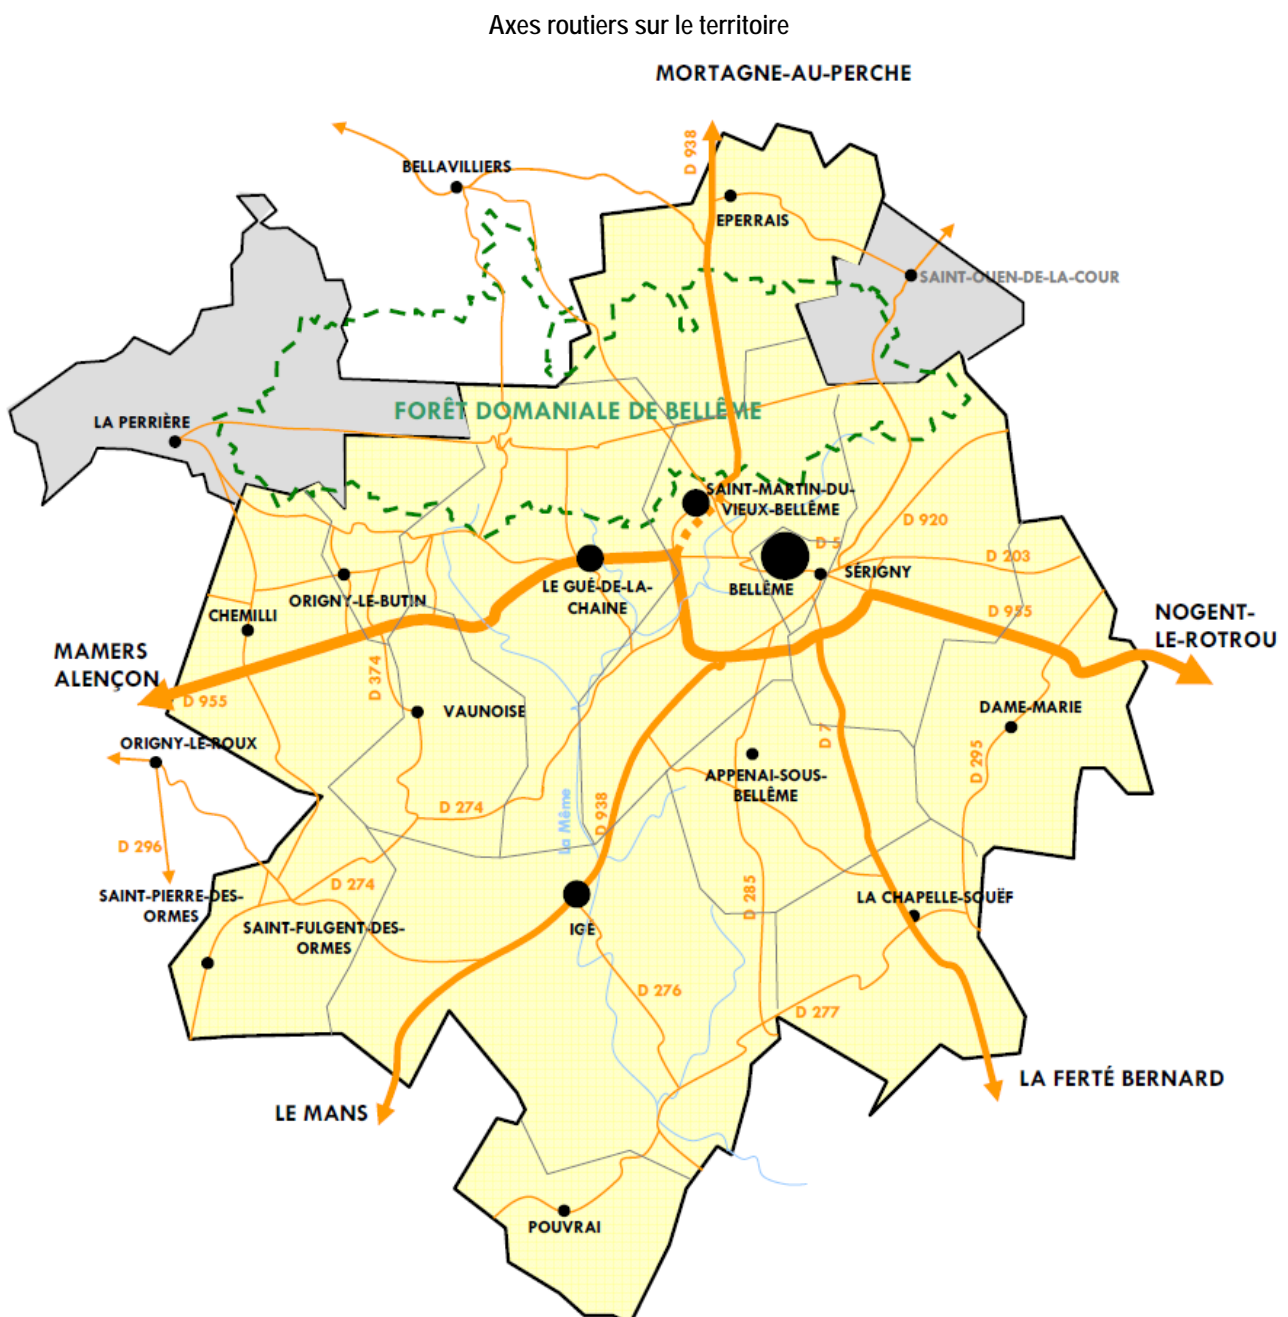 Axes routiers sur le territoire
MORTAGNE-AU-PERCHE
D 938
BELLAVILLIERS
EPERRAIS
SAINT-OUEN-DE-LA-COUR
FORÊT DOMANIALE DE BELLÊME
LA PERRIÈRE
SAINT-MARTIN-DU-
VIEUX-BELLÊME
D 920
D 5
D 203
SÉRIGNY
BELLÊME
LE GUÉ-DE-LA-
CHAINE
ORIGNY-LE-BUTIN
CHEMILLI
D 955
NOGENT-
LE-ROTROU
MAMERS
ALENÇON
D 955
D 374
VAUNOISE
DAME-MARIE
ORIGNY-LE-ROUX
D 7
D 295
APPENAI-SOUS-
BELLÊME
D 274
La Même
D 938
D 296
D 274
D 285
SAINT-PIERRE-DES-
ORMES
LA CHAPELLE-SOUËF
SAINT-FULGENT-DES-
ORMES
IGÉ
D 276
D 277
LA FERTÉ BERNARD
LE MANS
POUVRAI